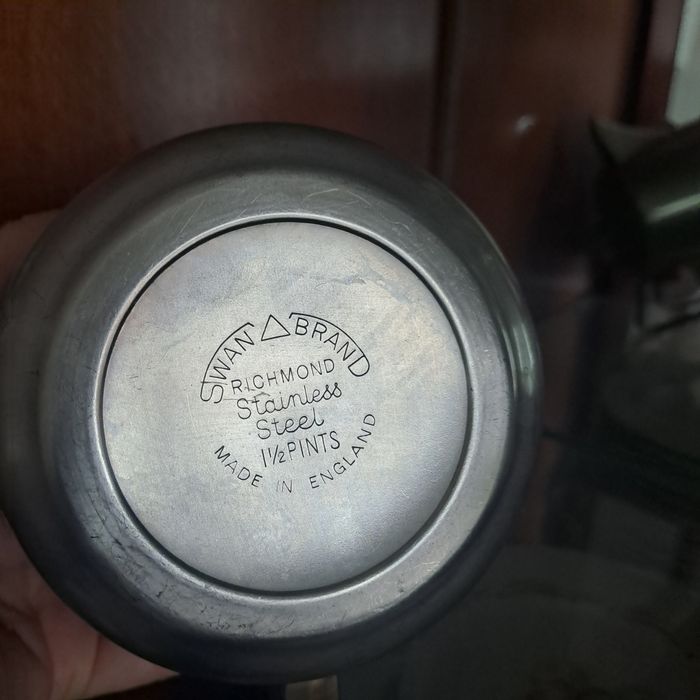 SWAN BRAND
RICHMOND
Stainless
Steel
1½ PINTS
MADE IN ENGLAND